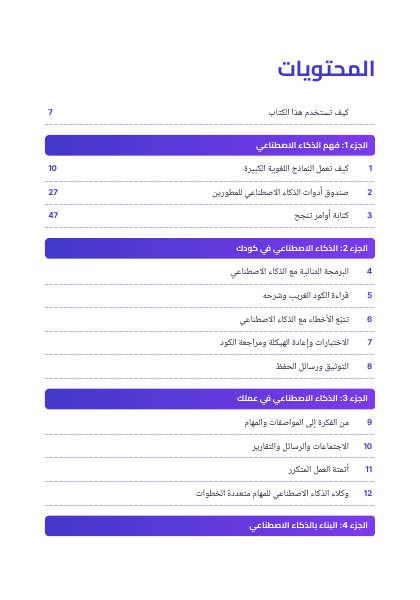 المحتويات
كيف تستخدم هذا الكتاب 7
الجزء 1: فهم الذكاء الاصطناعي
1 كيف تعمل النماذج اللغوية الكبيرة 10
2 صندوق أدوات الذكاء الاصطناعي للمطورين 27
3 كتابة أوامر تنجح 47
الجزء 2: الذكاء الاصطناعي في كودك
4 البرمجة الثنائية مع الذكاء الاصطناعي
5 قراءة الكود الغريب وشرحه
6 تتبّع الأخطاء مع الذكاء الاصطناعي
7 الاختبارات وإعادة الهيكلة ومراجعة الكود
8 التوثيق ورسائل الحفظ
الجزء 3: الذكاء الاصطناعي في عملك
9 من الفكرة إلى المواصفات والمهام
10 الاجتماعات والرسائل والتقارير
11 أتمتة العمل المتكرر
12 وكلاء الذكاء الاصطناعي للمهام متعددة الخطوات
الجزء 4: البناء بالذكاء الاصطناعي